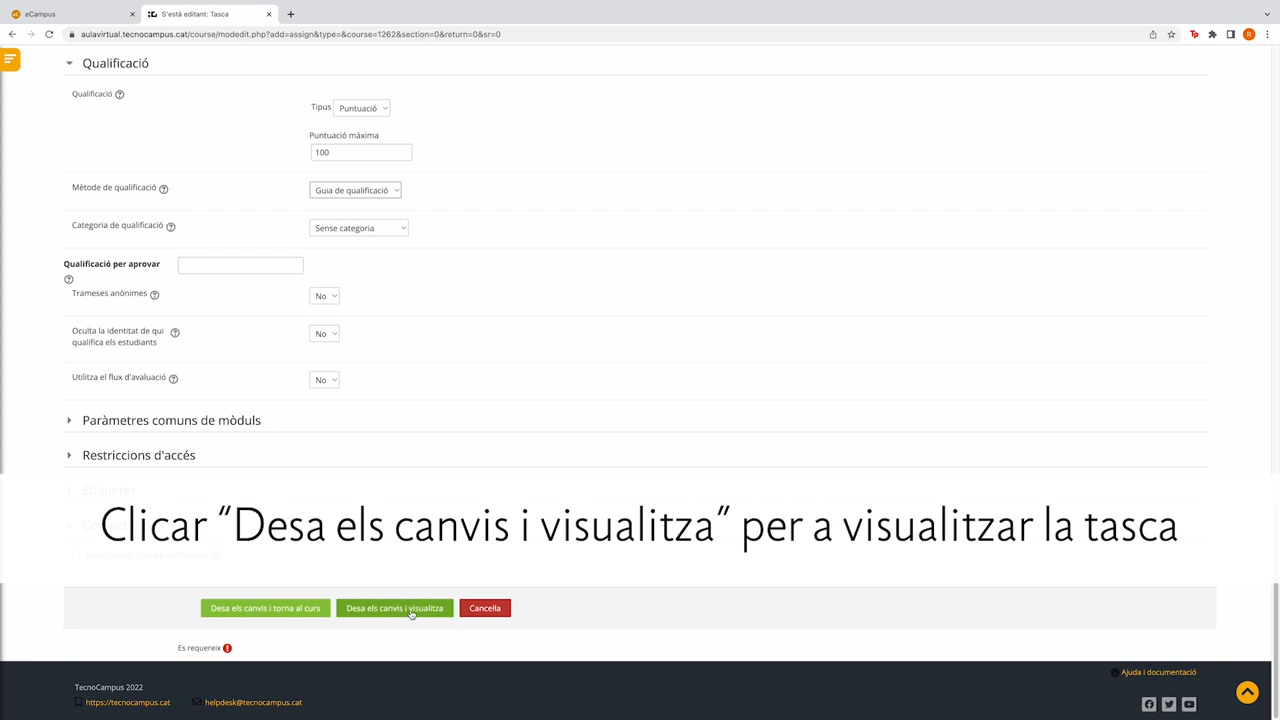 eCampus
S'està editant: Tasca
aulavirtual.tecnocampus.cat/course/modedit.php?add=assign&type=&course=1262&section=0&return=0&sr=0
Qualificació
Qualificació
Tipus Puntuació
Puntuació màxima
100
Mètode de qualificació
Guia de qualificació
Categoria de qualificació
Sense categoria
Qualificació per aprovar
Trameses anònimes
No
Oculta la identitat de qui
qualifica els estudiants
No
Utilitza el flux d'avaluació
No
Paràmetres comuns de mòduls
Restriccions d'accés
Etiquetes
Clicar “Desa els canvis i visualitza” per a visualitzar la tasca
Desa els canvis i torna al curs
Desa els canvis i visualitza
Cancel·la
Es requereix
Ajuda i documentació
TecnoCampus 2022
https://tecnocampus.cat
helpdesk@tecnocampus.cat